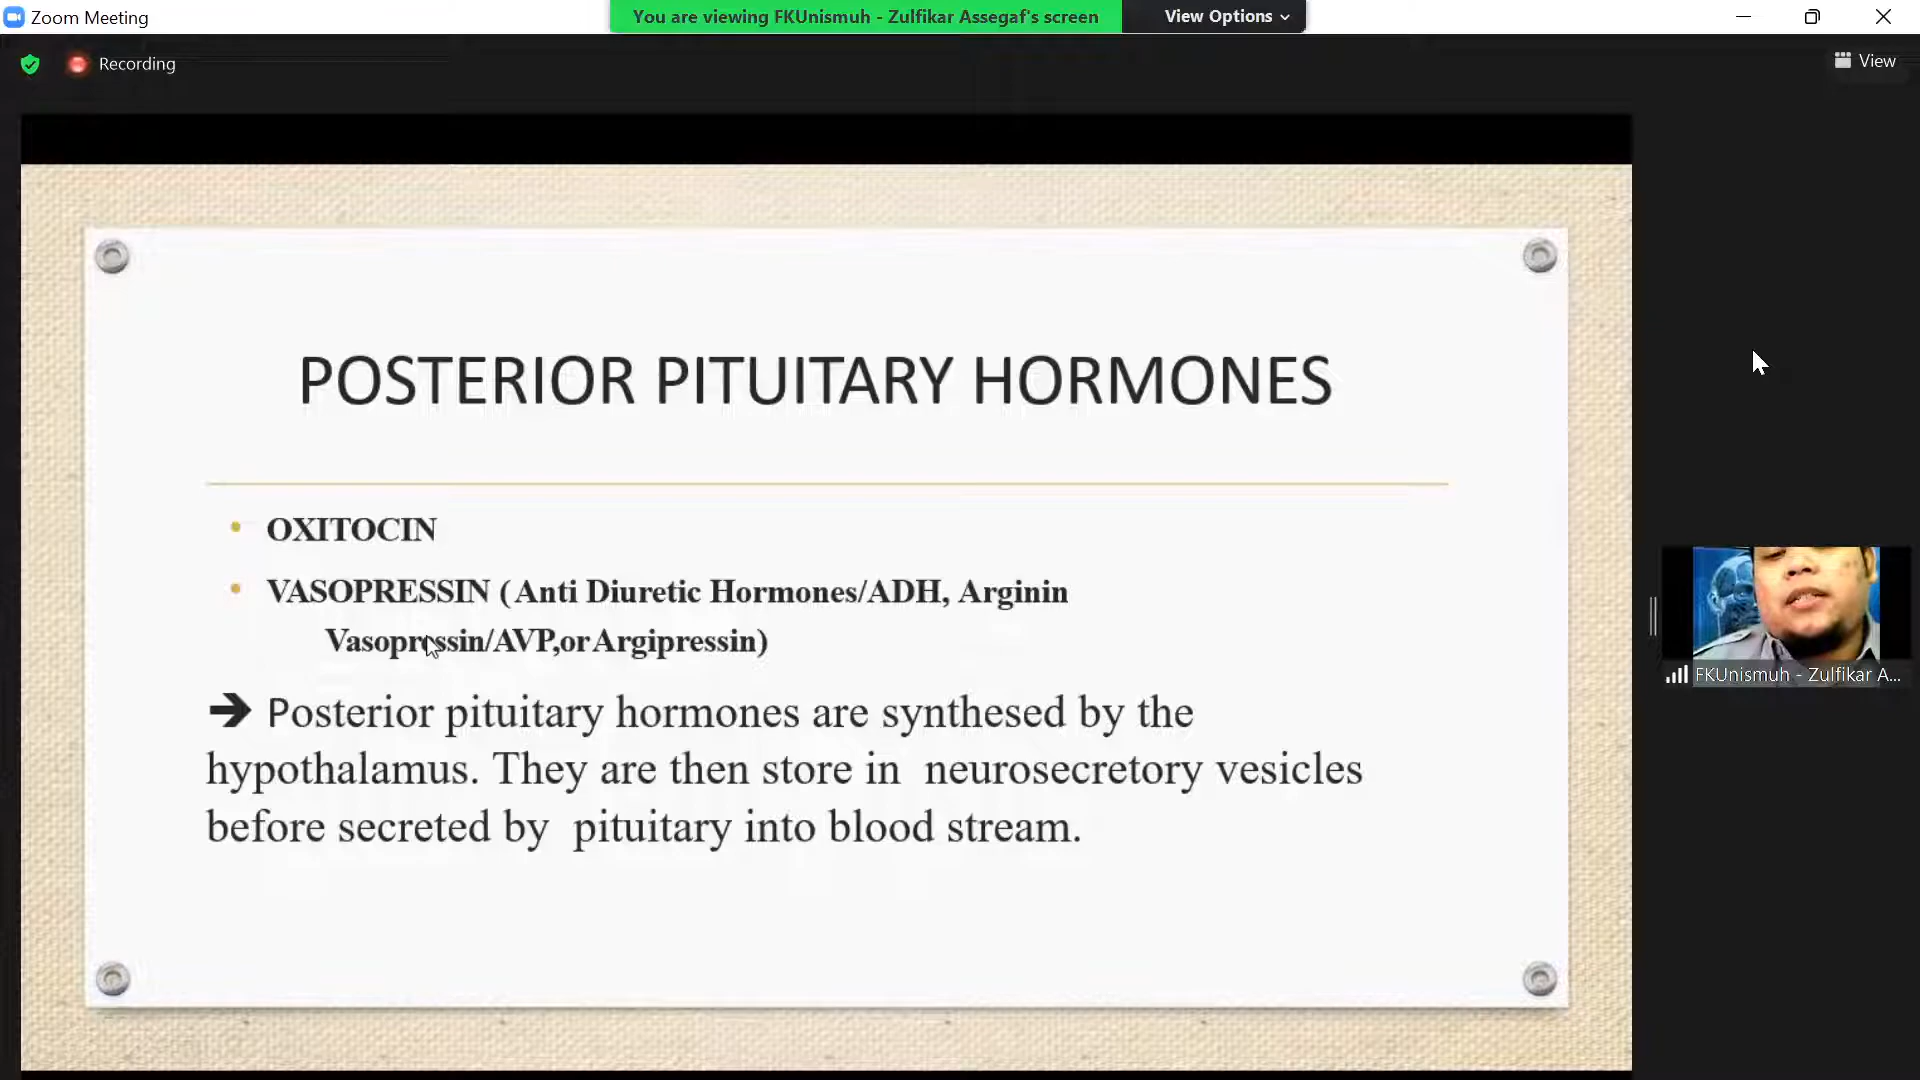 Zoom Meeting
You are viewing FKUnismuh - Zulfikar Assegaf's screen
View Options
Recording
View
POSTERIOR PITUITARY HORMONES
• OXITOCIN
• VASOPRESSIN ( Anti Diuretic Hormones/ADH, Arginin
Vasopressin/AVP,or Argipressin)
➔ Posterior pituitary hormones are synthesed by the
hypothalamus. They are then store in neurosecretory vesicles
before secreted by pituitary into blood stream.
FKUnismuh - Zulfikar A...